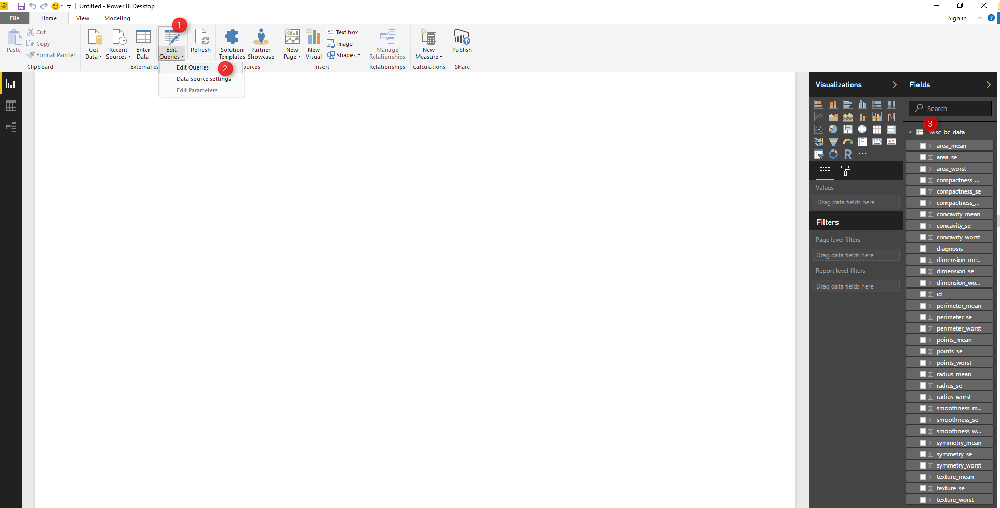 Untitled - Power BI Desktop
File
Home
View
Modeling
Sign in
?
Paste
Cut
Copy
Format Painter
Clipboard
Get Data
Recent Sources
Enter Data
Edit Queries
1
Refresh
External da
Solution Templates
Partner Showcase
ources
New Page
New Visual
Text box
Image
Shapes
Insert
Manage Relationships
Relationships
New Measure
Calculations
Publish
Share
Edit Queries
2
Data source settings
Edit Parameters
Visualizations
123
R
...
Values
Drag data fields here
Filters
Page level filters
Drag data fields here
Report level filters
Drag data fields here
Fields
Search
3
wisc_bc_data
Σ area_mean
Σ area_se
Σ area_worst
Σ compactness_...
Σ compactness_se
Σ compactness_...
Σ concavity_mean
Σ concavity_se
Σ concavity_worst
diagnosis
Σ dimension_me...
Σ dimension_se
Σ dimension_wo...
Σ id
Σ perimeter_mean
Σ perimeter_se
Σ perimeter_worst
Σ points_mean
Σ points_se
Σ points_worst
Σ radius_mean
Σ radius_se
Σ radius_worst
Σ smoothness_m...
Σ smoothness_se
Σ smoothness_w...
Σ symmetry_mean
Σ symmetry_se
Σ symmetry_worst
Σ texture_mean
Σ texture_se
Σ texture_worst